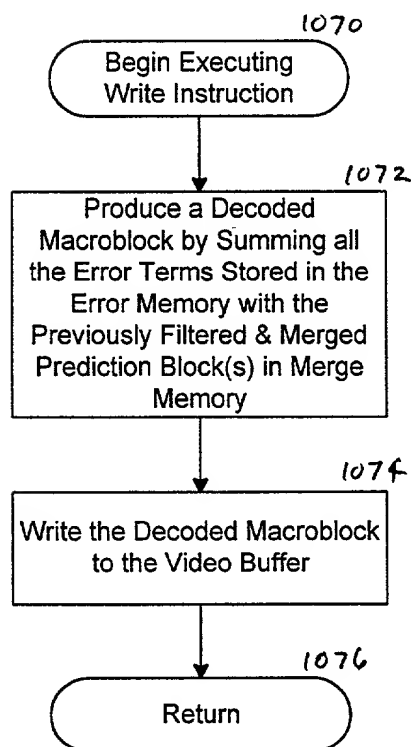 1070
Begin Executing
Write Instruction
1072
Produce a Decoded
Macroblock by Summing all
the Error Terms Stored in the
Error Memory with the
Previously Filtered & Merged
Prediction Block(s) in Merge
Memory
1074
Write the Decoded Macroblock
to the Video Buffer
1076
Return